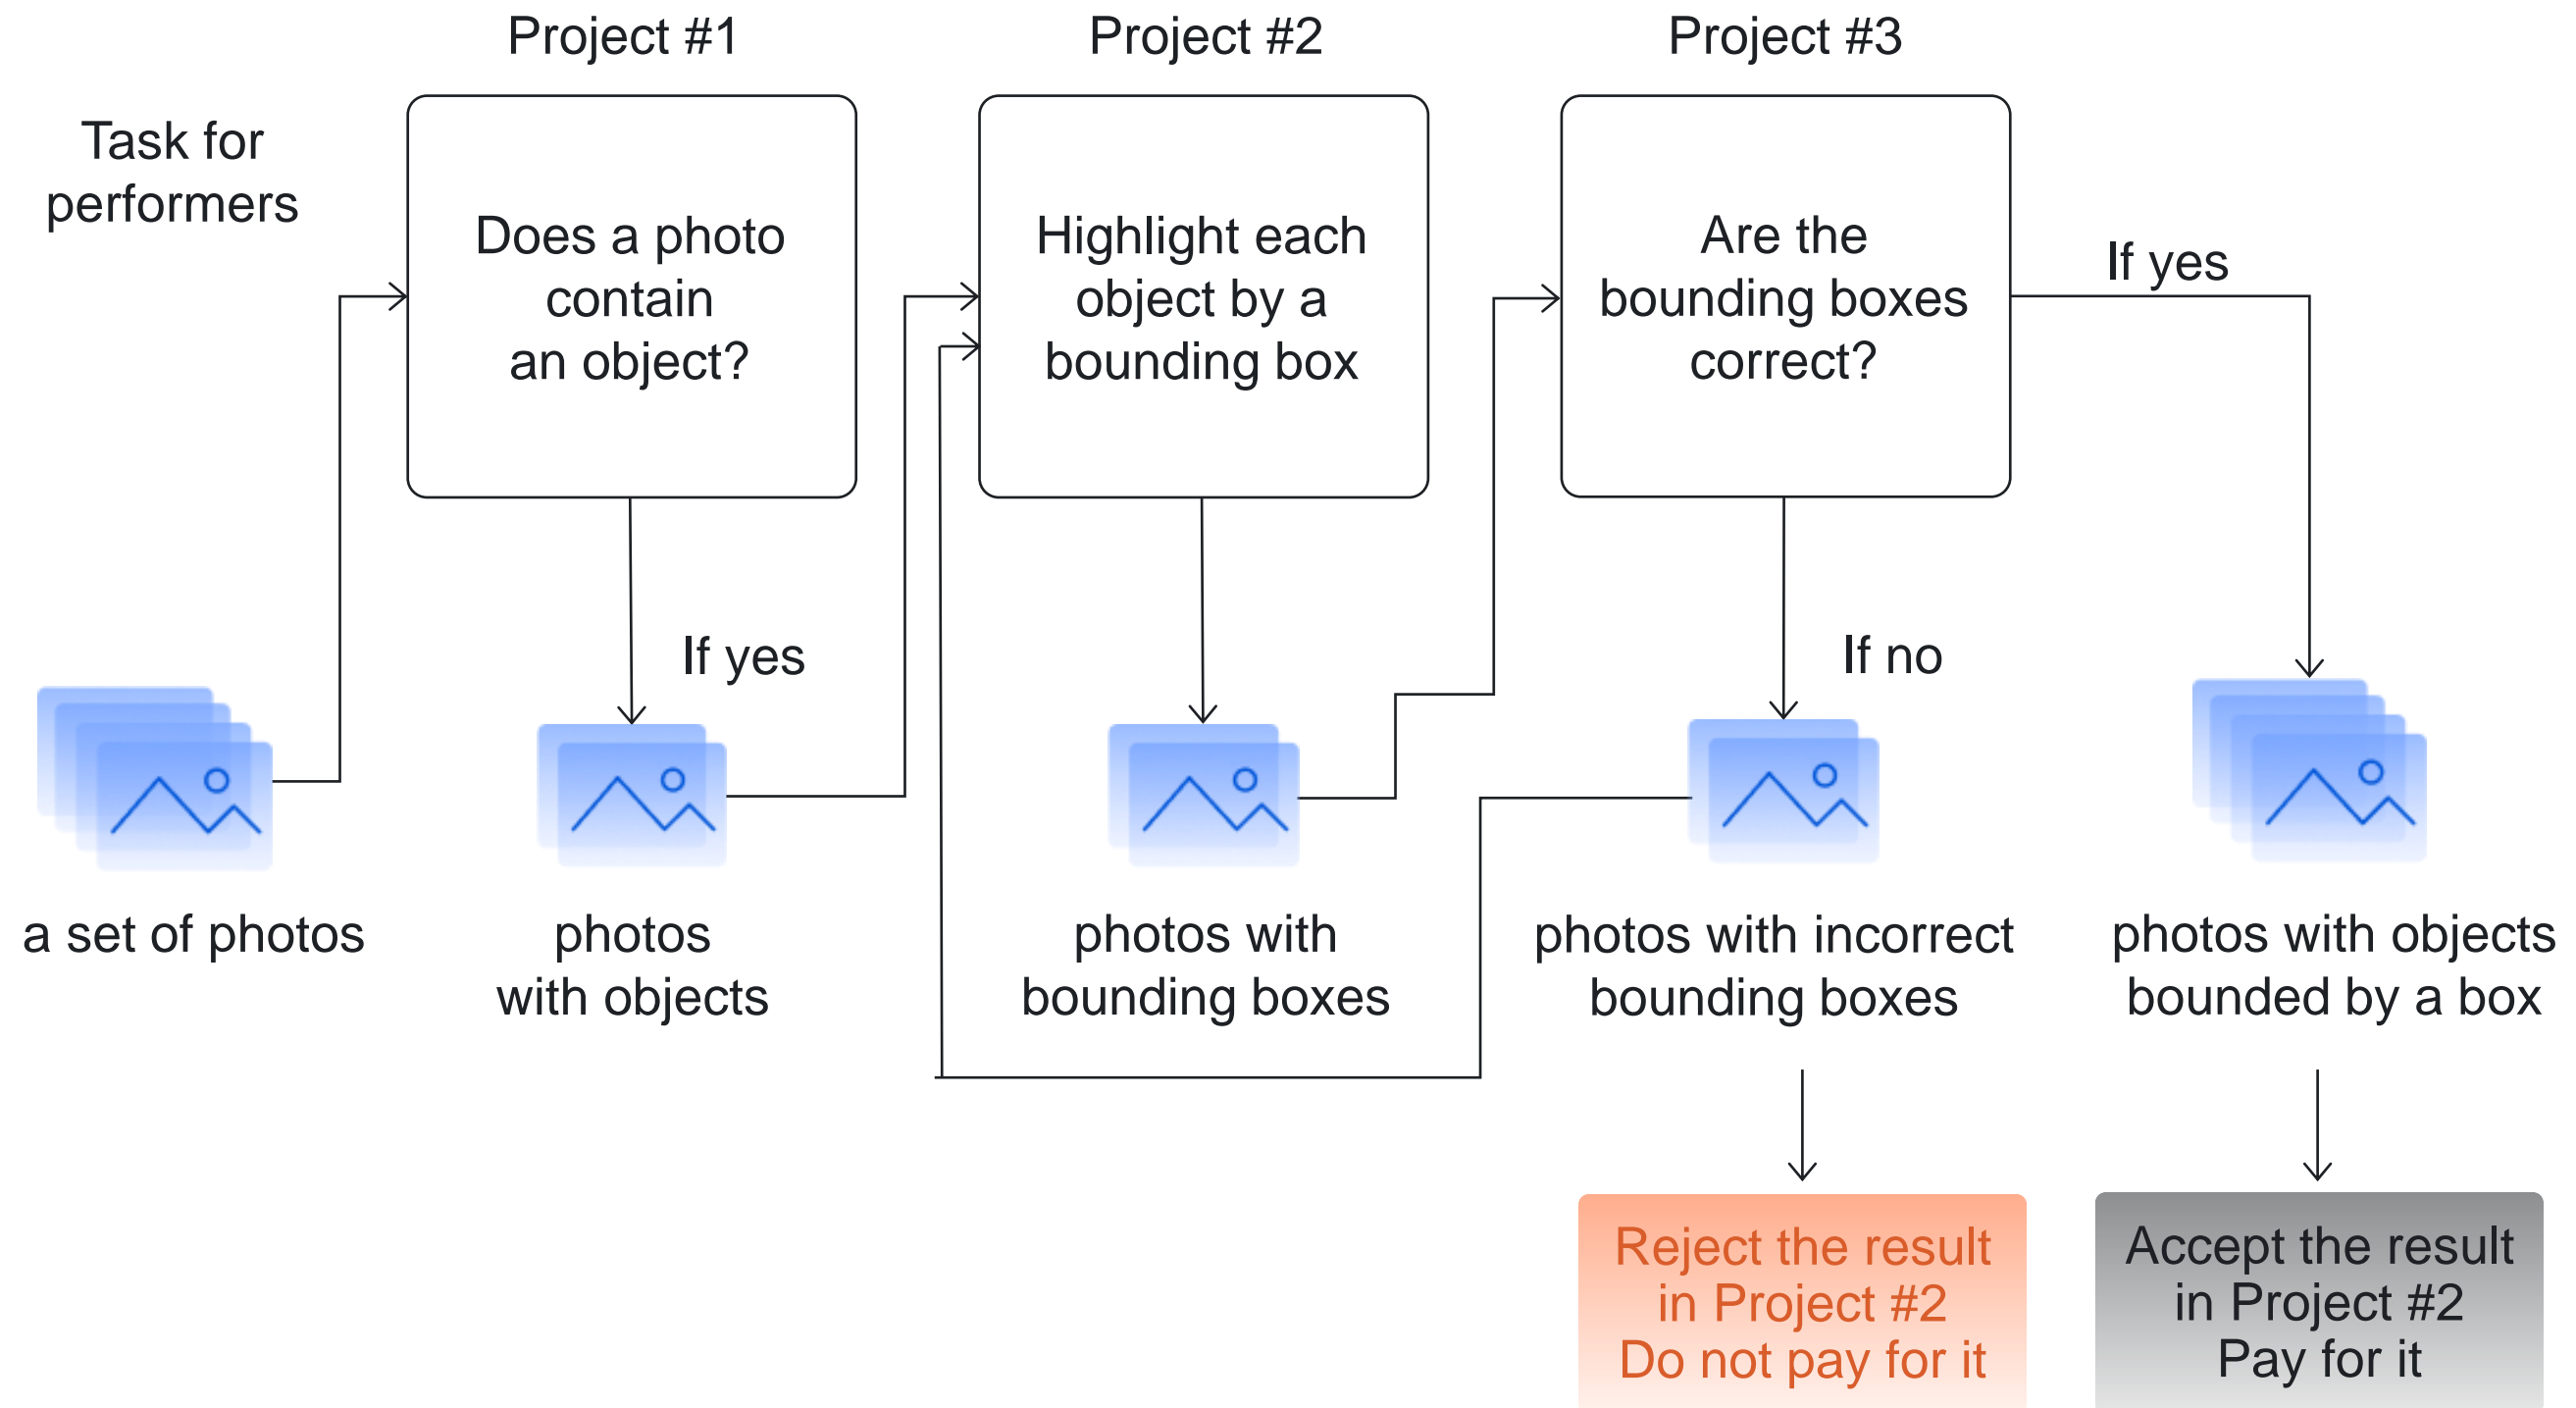 Project #1
Project #2
Project #3
Task for
performers
Does a photo
contain
an object?
Highlight each
object by a
bounding box
Are the
bounding boxes
correct?
If yes
If yes
If no
a set of photos
photos
with objects
photos with
bounding boxes
photos with incorrect
bounding boxes
photos with objects
bounded by a box
Reject the result
in Project #2
Do not pay for it
Accept the result
in Project #2
Pay for it